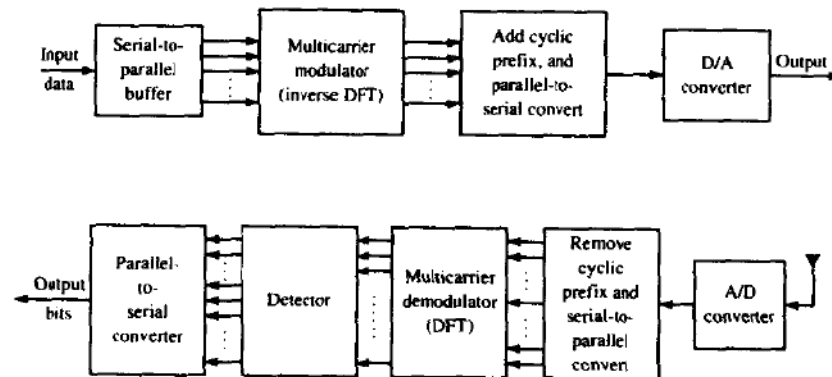 Input
data
Serial-to-
parallel
buffer
Multicarrier
modulator
(inverse DFT)
Add cyclic
prefix, and
parallel-to-
serial convert
D/A
converter
Output
Output
bits
Parallel-
to-
serial
converter
Detector
Multicarrier
demodulator
(DFT)
Remove
cyclic
prefix and
serial-to-
parallel
convert
A/D
converter